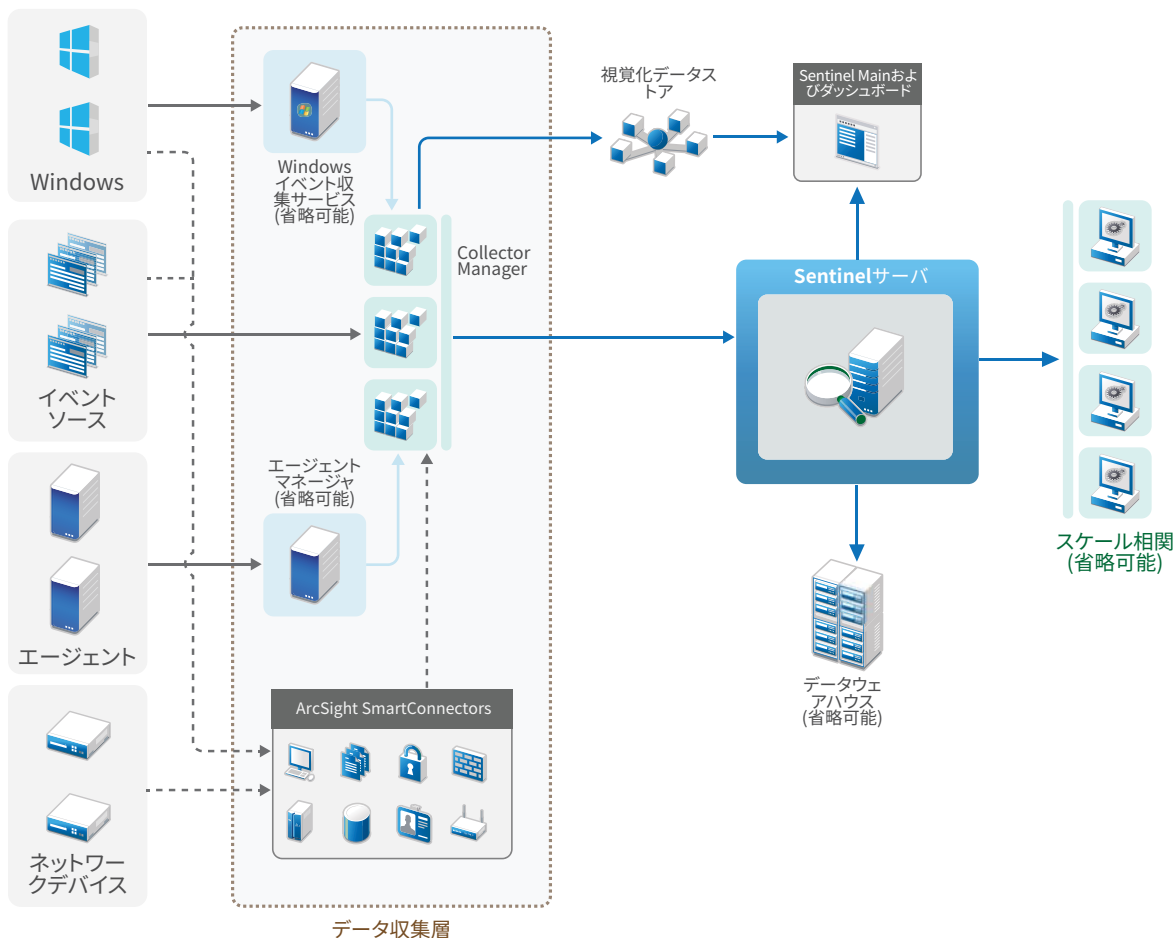 Windows
イベント
ソース
エージェント
ネットワー
クデバイス
Windows
イベント収
集サービス
(省略可能)
Collector
Manager
エージェント
マネージャ
(省略可能)
ArcSight SmartConnectors
データ収集層
視覚化データス
トア
Sentinel Mainおよ
びダッシュボード
Sentinelサーバ
データウェ
アハウス
(省略可能)
スケール相関
(省略可能)